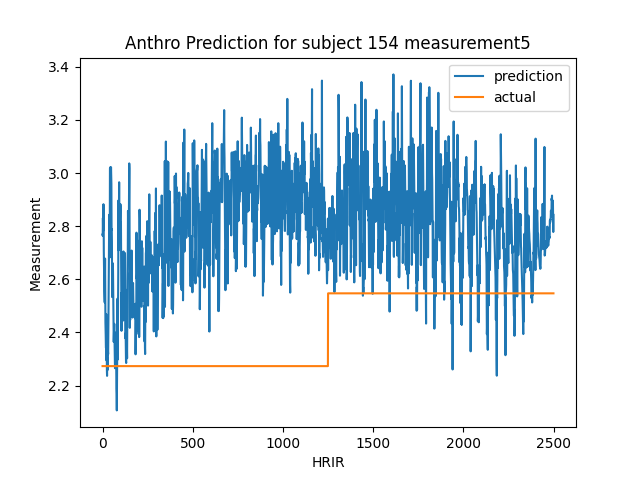 Anthro Prediction for subject 154 measurement5
prediction
actual
3.4
3.2
3.0
2.8
2.6
2.4
2.2
Measurement
0
500
1000
1500
2000
2500
HRIR